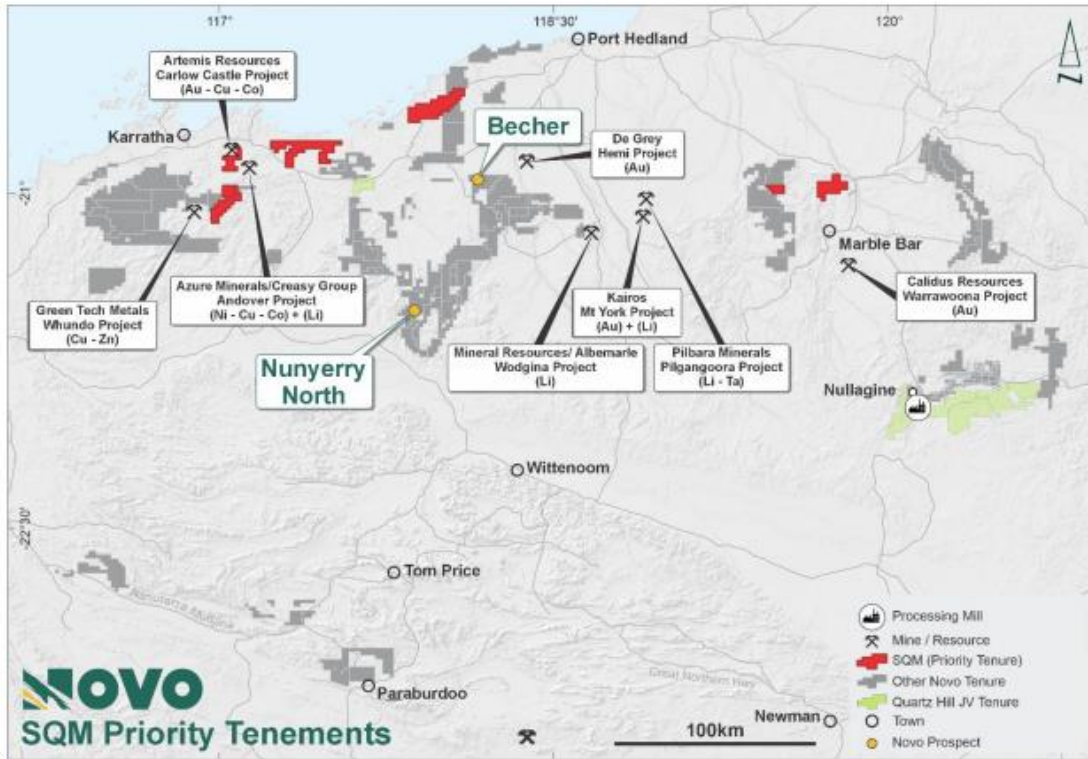 117°
118°30'
120°
Port Hedland
Artemis Resources
Carlow Castle Project
(Au - Cu - Co)
Karratha
Becher
De Grey
Hemi Project
(Au)
-21°
Marble Bar
Green Tech Metals
Whundo Project
(Cu - Zn)
Azure Minerals/Creasy Group
Andover Project
(Ni - Cu - Co) + (Li)
Nunyerry
North
Mineral Resources/ Albemarle
Wodgina Project
(Li)
Kairos
Mt York Project
(Au) + (Li)
Pilbara Minerals
Pilgangoora Project
(Li - Ta)
Calidus Resources
Warrawoona Project
(Au)
Nullagine
Wittenoom
-22°30'
Tom Price
Paraburdoo
Great Northern Hwy
Newman
NOVO
SQM Priority Tenements
100km
Processing Mill
Mine / Resource
SQM (Priority Tenure)
Other Novo Tenure
Quartz Hill JV Tenure
Town
Novo Prospect
Z